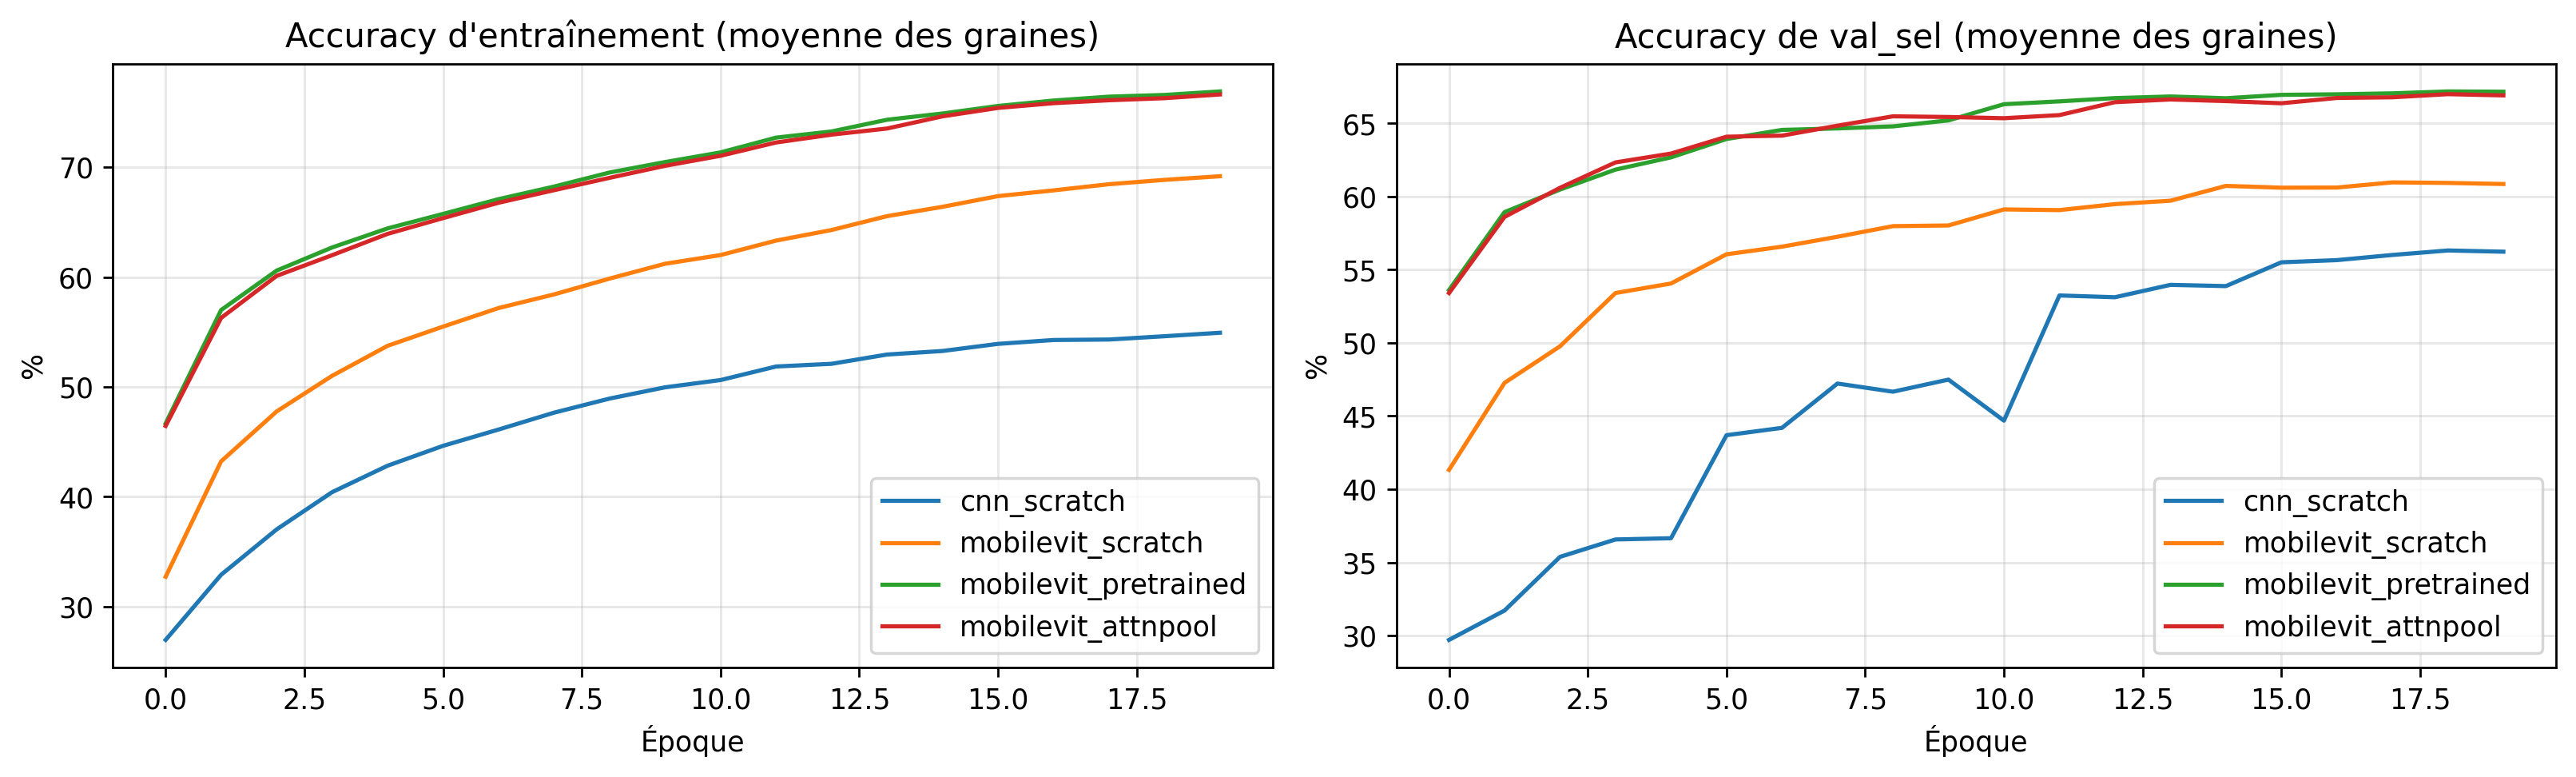 Accuracy d'entraînement (moyenne des graines)
%
70
60
50
40
30
cnn_scratch
mobilevit_scratch
mobilevit_pretrained
mobilevit_attnpool
0.0 2.5 5.0 7.5 10.0 12.5 15.0 17.5
Époque
Accuracy de val_sel (moyenne des graines)
%
65
60
55
50
45
40
35
30
cnn_scratch
mobilevit_scratch
mobilevit_pretrained
mobilevit_attnpool
0.0 2.5 5.0 7.5 10.0 12.5 15.0 17.5
Époque